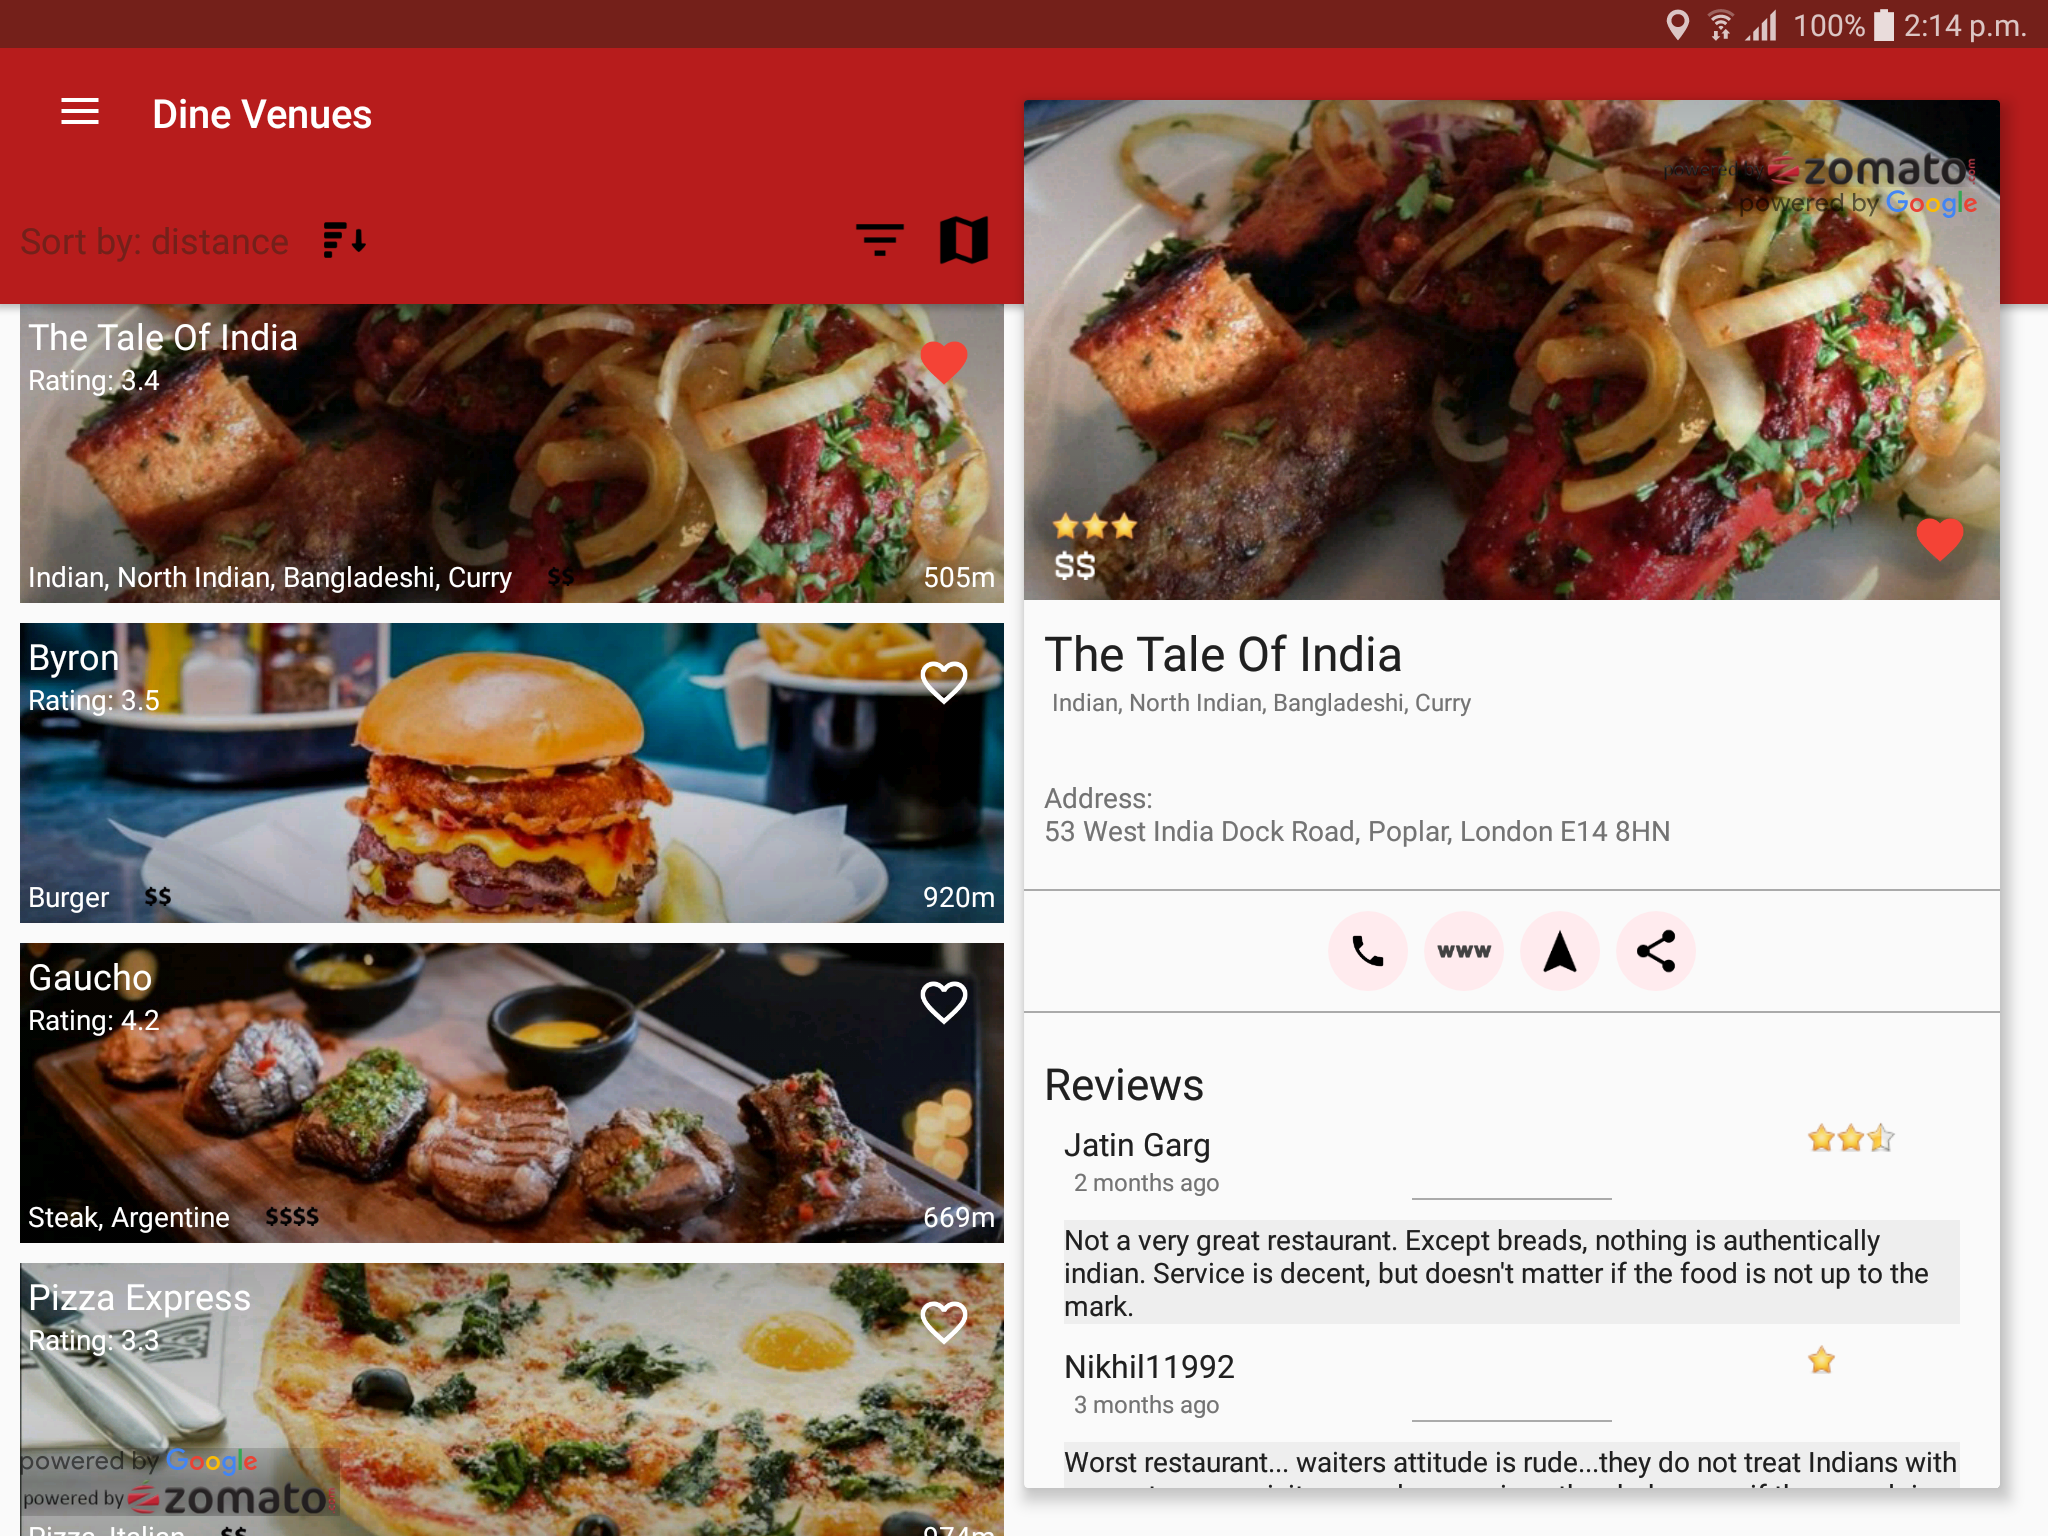 100% 2:14 p.m.
Dine Venues
Sort by: distance
The Tale Of India
Rating: 3.4
Indian, North Indian, Bangladeshi, Curry $$ 505m
Byron
Rating: 3.5
Burger $$ 920m
Gaucho
Rating: 4.2
Steak, Argentine $$$$ 669m
Pizza Express
Rating: 3.3
powered by Google
powered by zomato
Pizza, Italian $$ 974m
powered by zomato
powered by Google
$$
The Tale Of India
Indian, North Indian, Bangladeshi, Curry
Address:
53 West India Dock Road, Poplar, London E14 8HN
www
Reviews
Jatin Garg
2 months ago
Not a very great restaurant. Except breads, nothing is authentically
indian. Service is decent, but doesn't matter if the food is not up to the
mark.
Nikhil11992
3 months ago
Worst restaurant... waiters attitude is rude...they do not treat Indians with